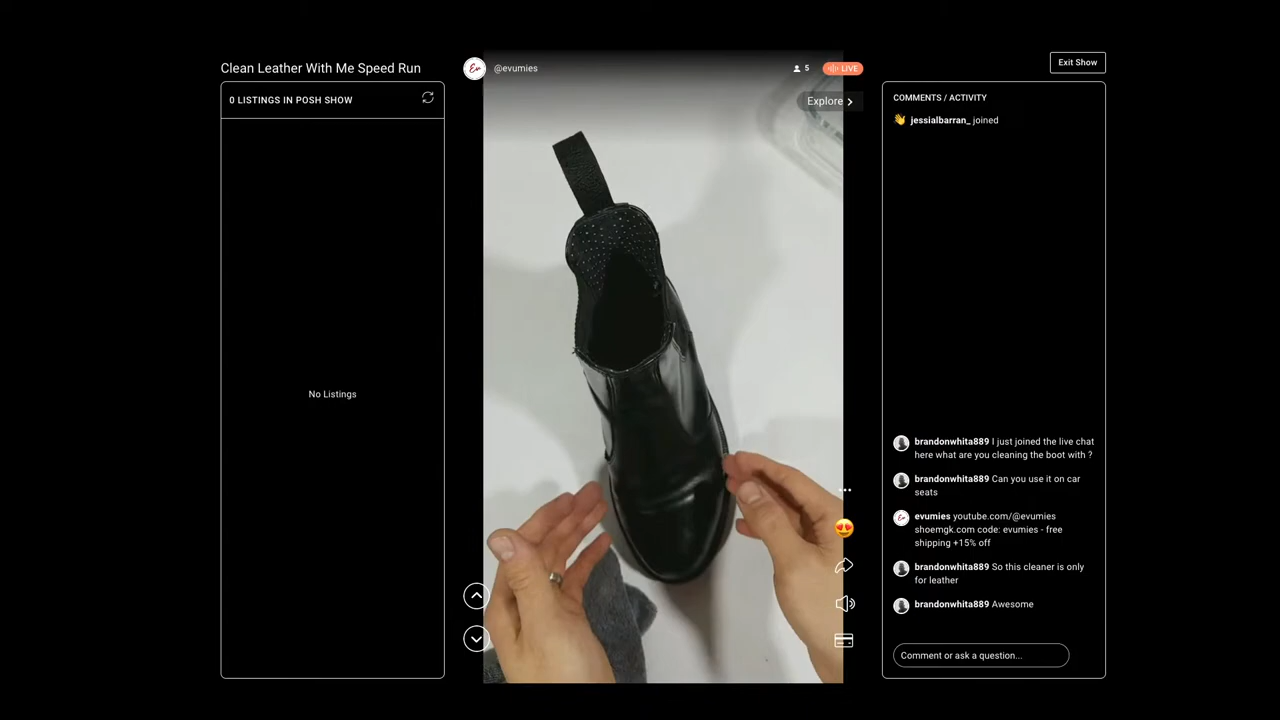 Clean Leather With Me Speed Run
0 LISTINGS IN POSH SHOW
No Listings
Ev
@evumies
5
LIVE
Explore
Exit Show
COMMENTS / ACTIVITY
👋 jessialbarran_ joined
brandonwhita889 I just joined the live chat
here what are you cleaning the boot with ?
brandonwhita889 Can you use it on car
seats
Ev
evumies youtube.com/@evumies
shoemgk.com code: evumies - free
shipping +15% off
brandonwhita889 So this cleaner is only
for leather
brandonwhita889 Awesome
Comment or ask a question...